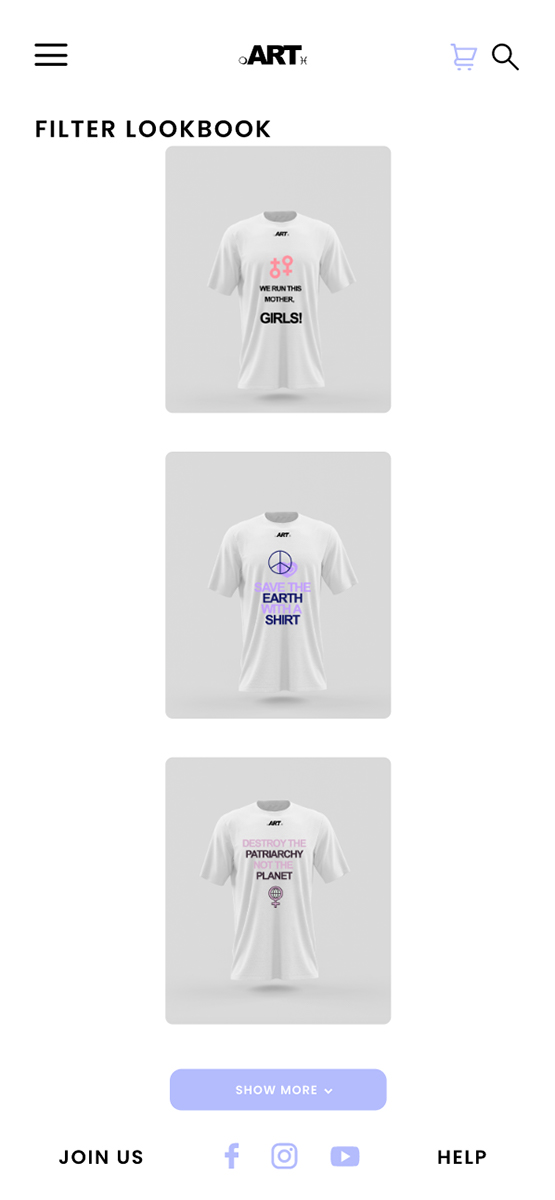 ART
FILTER LOOKBOOK
.ART.
WE RUN THIS
MOTHER,
GIRLS!
.ART.
SAVE THE
EARTH
WITH A
SHIRT
.ART.
DESTROY THE
PATRIARCHY
NOT THE
PLANET
SHOW MORE
JOIN US
HELP